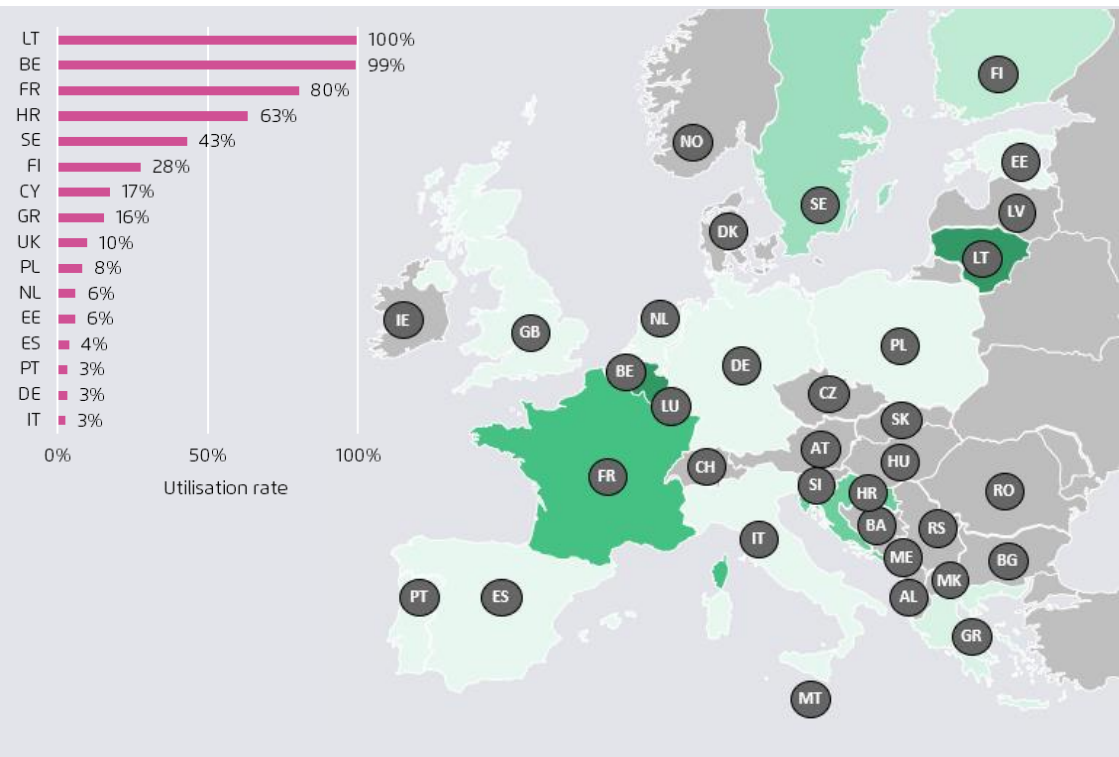 LT 100%
BE 99%
FR 80%
HR 63%
SE 43%
FI 28%
CY 17%
GR 16%
UK 10%
PL 8%
NL 6%
EE 6%
ES 4%
PT 3%
DE 3%
IT 3%
0% 50% 100%
Utilisation rate
FI
NO
EE
SE
LV
DK
LT
IE
GB
NL
PL
BE
DE
CZ
LU
SK
AT
CH
HU
FR
SI
HR
RO
BA
RS
IT
ME
BG
MK
PT
ES
AL
GR
MT